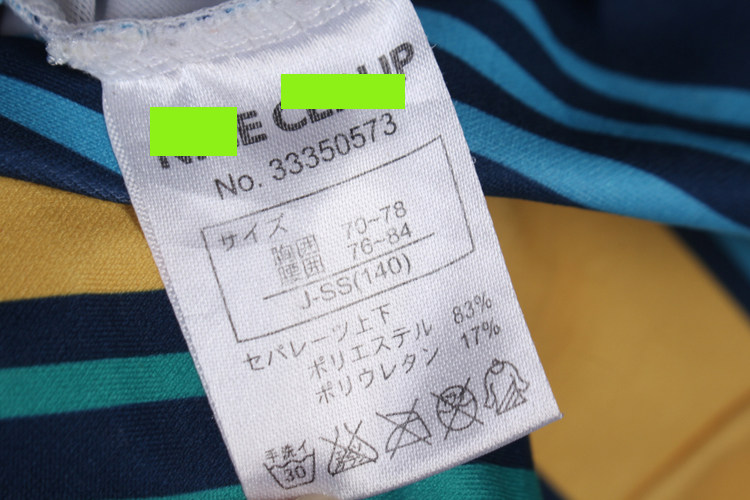 No. 33350573
サイズ
胸囲 70~78
腰囲 76~84
J-SS(140)
セパレーツ上下
ポリエステル 83%
ポリウレタン 17%
手洗イ
30